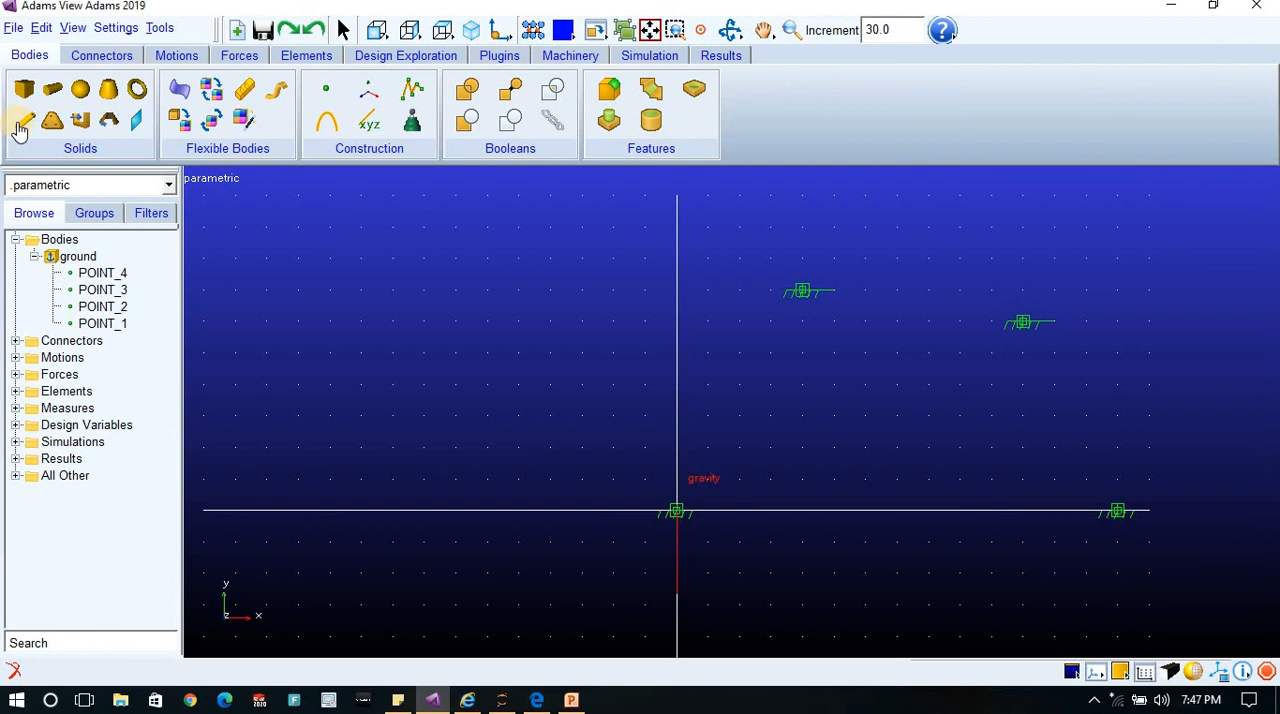 Adams View Adams 2019
File Edit View Settings Tools
Increment 30.0
Bodies Connectors Motions Forces Elements Design Exploration Plugins Machinery Simulation Results
xyz
Solids Flexible Bodies Construction Booleans Features
.parametric
parametric
Browse Groups Filters
Bodies
ground
POINT_4
POINT_3
POINT_2
POINT_1
Connectors
Motions
Forces
Elements
Measures
Design Variables
Simulations
Results
All Other
gravity
y
z x
Search
7:47 PM